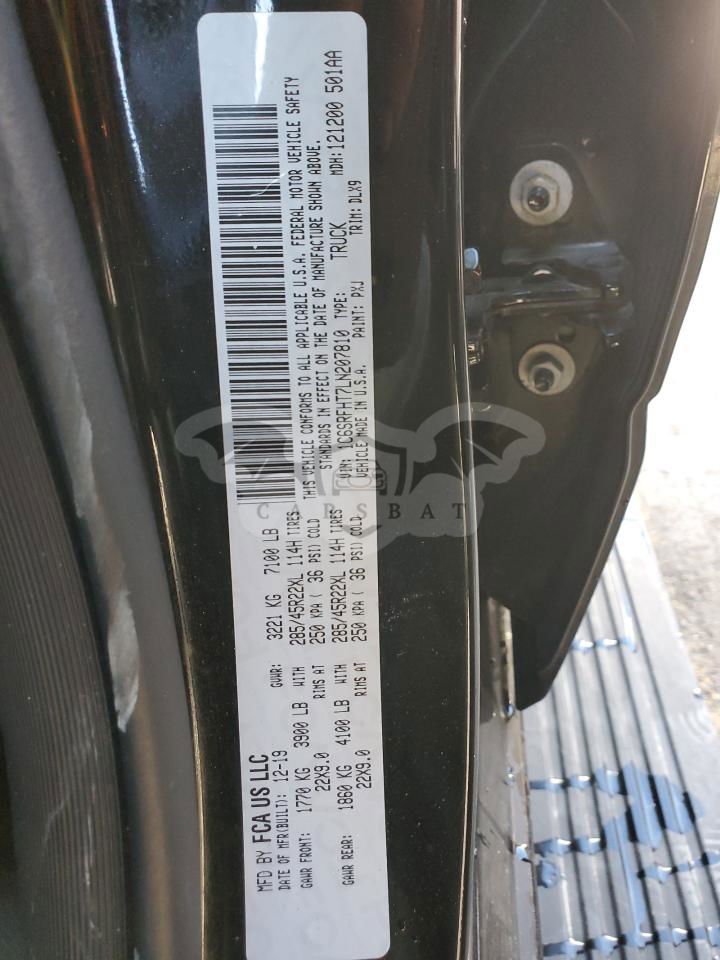 MFD BY FCA US LLC
DATE OF MFR(BUILT): 12-19 GVWR: 3221 KG 7100 LB
GAWR FRONT: 1770 KG 3900 LB WITH 285/45R22XL 114H TIRES
22X9.0 RIMS AT 250 KPA ( 36 PSI) COLD
GAWR REAR: 1860 KG 4100 LB WITH 285/45R22XL 114H TIRES
22X9.0 RIMS AT 250 KPA ( 36 PSI) COLD
THIS VEHICLE CONFORMS TO ALL APPLICABLE U.S.A. FEDERAL MOTOR VEHICLE SAFETY
STANDARDS IN EFFECT ON THE DATE OF MANUFACTURE SHOWN ABOVE.
VIN: 1C6SRFHT7LN207810 TYPE: TRUCK MDH:121200 501AA
VEHICLE MADE IN U.S.A. PAINT: PXJ TRIM: DLX9
CARSBAT